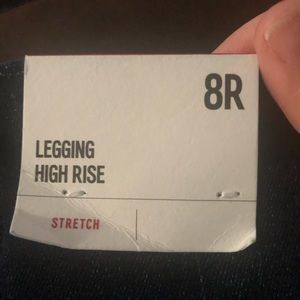 8R
LEGGING
HIGH RISE
STRETCH